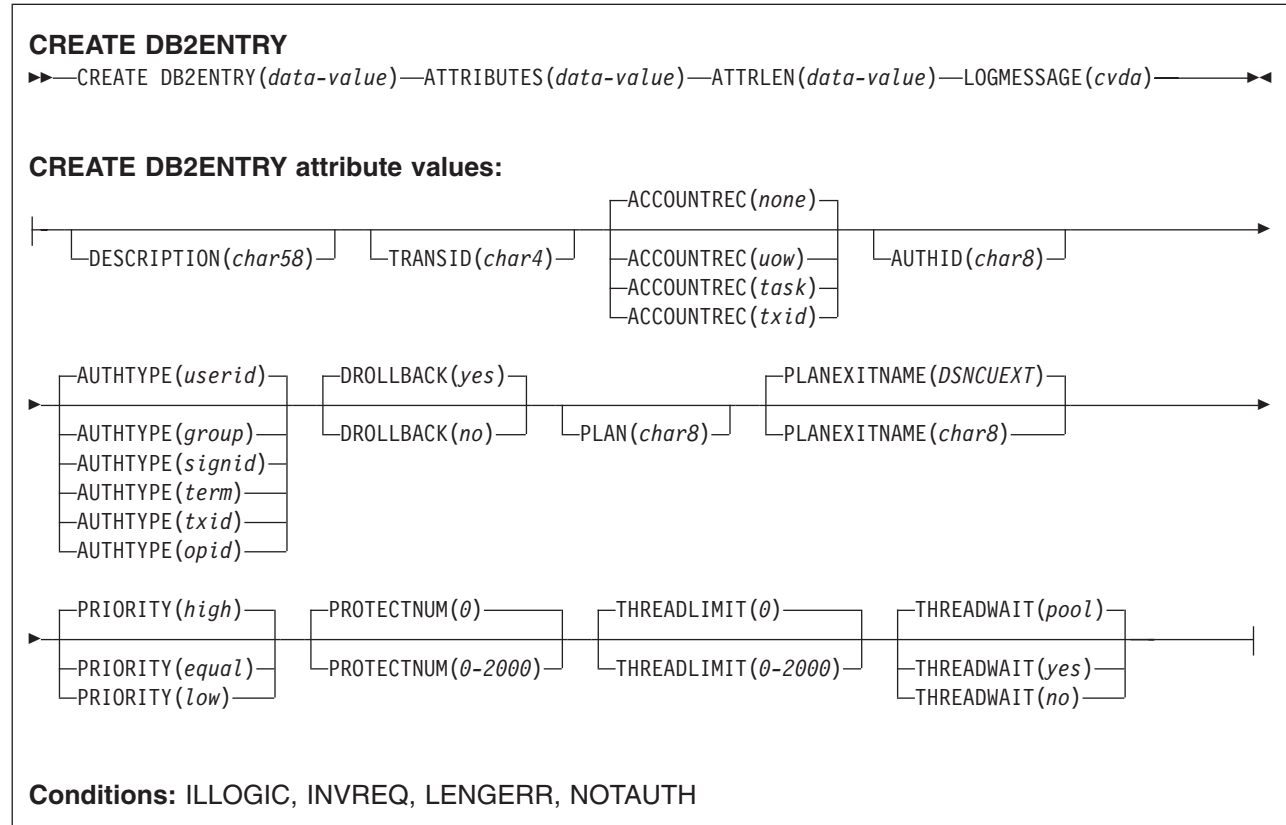 CREATE DB2ENTRY
CREATE DB2ENTRY(data-value) ATTRIBUTES(data-value) ATTRLEN(data-value) LOGMESSAGE(cvda)
CREATE DB2ENTRY attribute values:
DESCRIPTION(char58)
TRANSID(char4)
ACCOUNTREC(none)
ACCOUNTREC(uow)
ACCOUNTREC(task)
ACCOUNTREC(txid)
AUTHID(char8)
AUTHTYPE(userid)
AUTHTYPE(group)
AUTHTYPE(signid)
AUTHTYPE(term)
AUTHTYPE(txid)
AUTHTYPE(opid)
DROLLBACK(yes)
DROLLBACK(no)
PLAN(char8)
PLANEXITNAME(DSNCUEXT)
PLANEXITNAME(char8)
PRIORITY(high)
PRIORITY(equal)
PRIORITY(low)
PROTECTNUM(0)
PROTECTNUM(0-2000)
THREADLIMIT(0)
THREADLIMIT(0-2000)
THREADWAIT(pool)
THREADWAIT(yes)
THREADWAIT(no)
Conditions: ILLOGIC, INVREQ, LENGERR, NOTAUTH